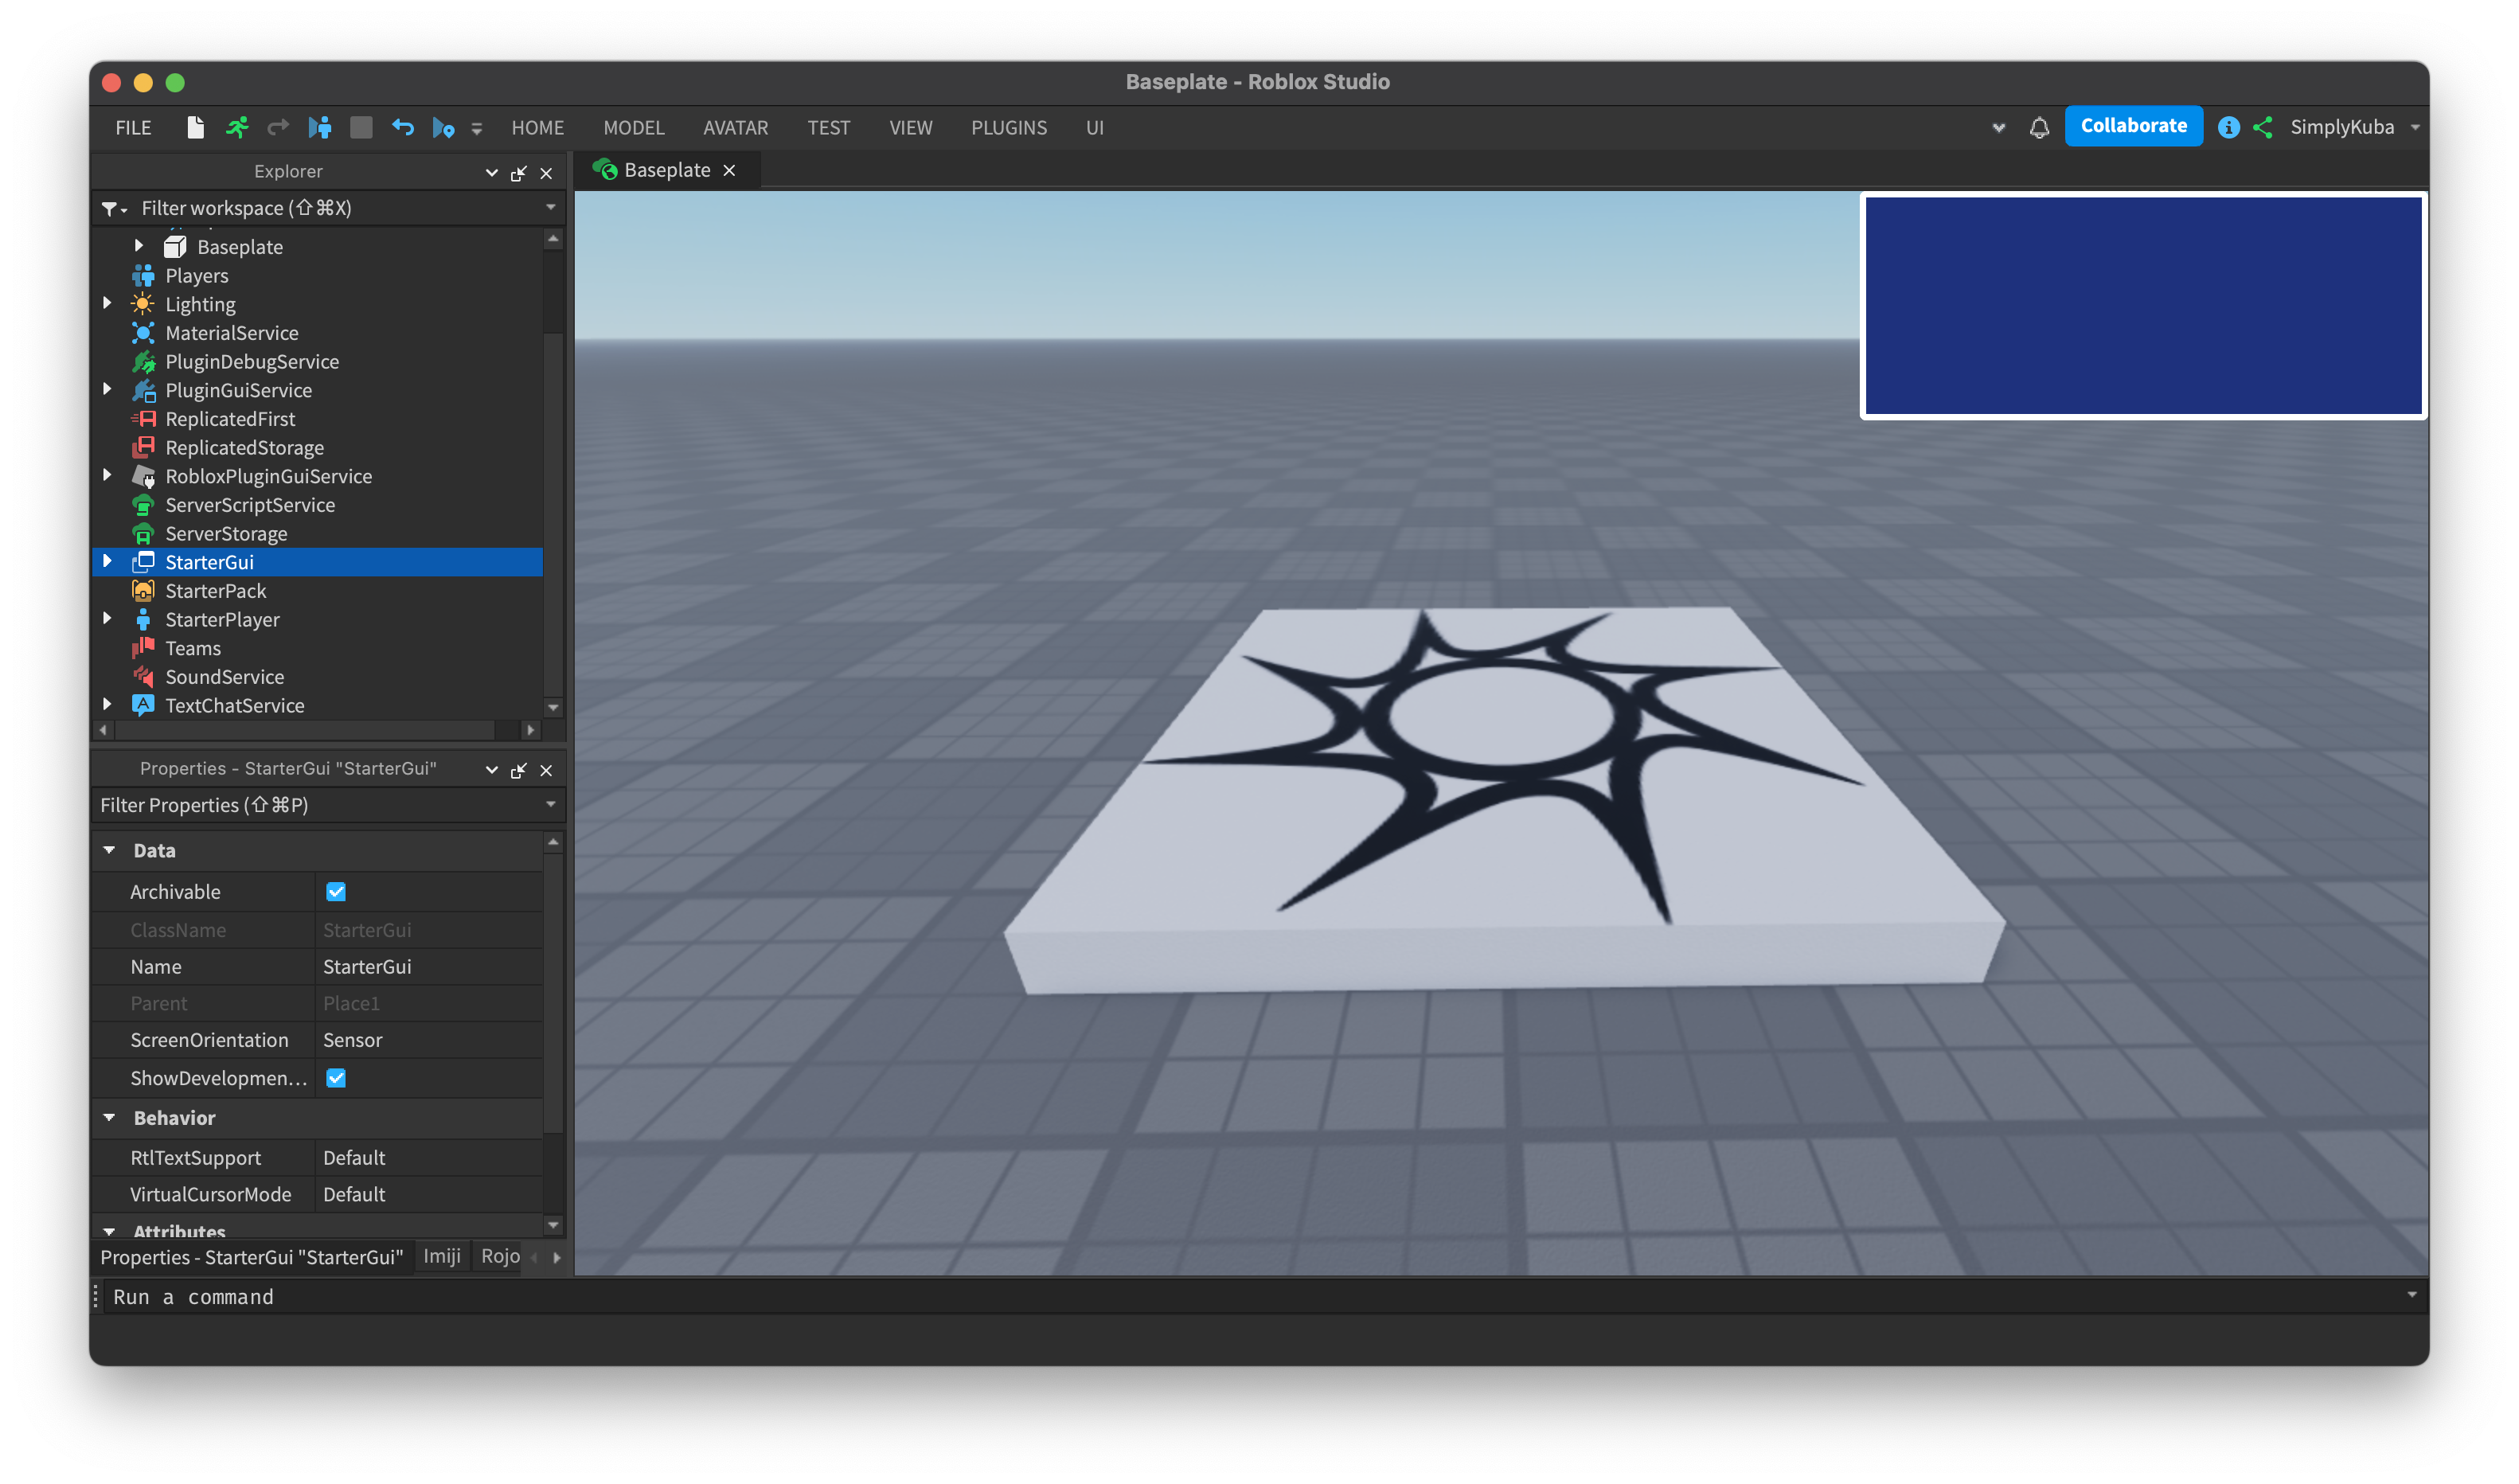 Baseplate - Roblox Studio
FILE HOME MODEL AVATAR TEST VIEW PLUGINS UI Collaborate SimplyKuba
Explorer
Baseplate
Filter workspace (⇧⌘X)
Baseplate
Players
Lighting
MaterialService
PluginDebugService
PluginGuiService
ReplicatedFirst
ReplicatedStorage
RobloxPluginGuiService
ServerScriptService
ServerStorage
StarterGui
StarterPack
StarterPlayer
Teams
SoundService
TextChatService
Properties - StarterGui "StarterGui"
Filter Properties (⇧⌘P)
Data
Archivable
ClassName StarterGui
Name StarterGui
Parent Place1
ScreenOrientation Sensor
ShowDevelopmen...
Behavior
RtlTextSupport Default
VirtualCursorMode Default
Attributes
Properties - StarterGui "StarterGui" Imiji Rojo
Run a command